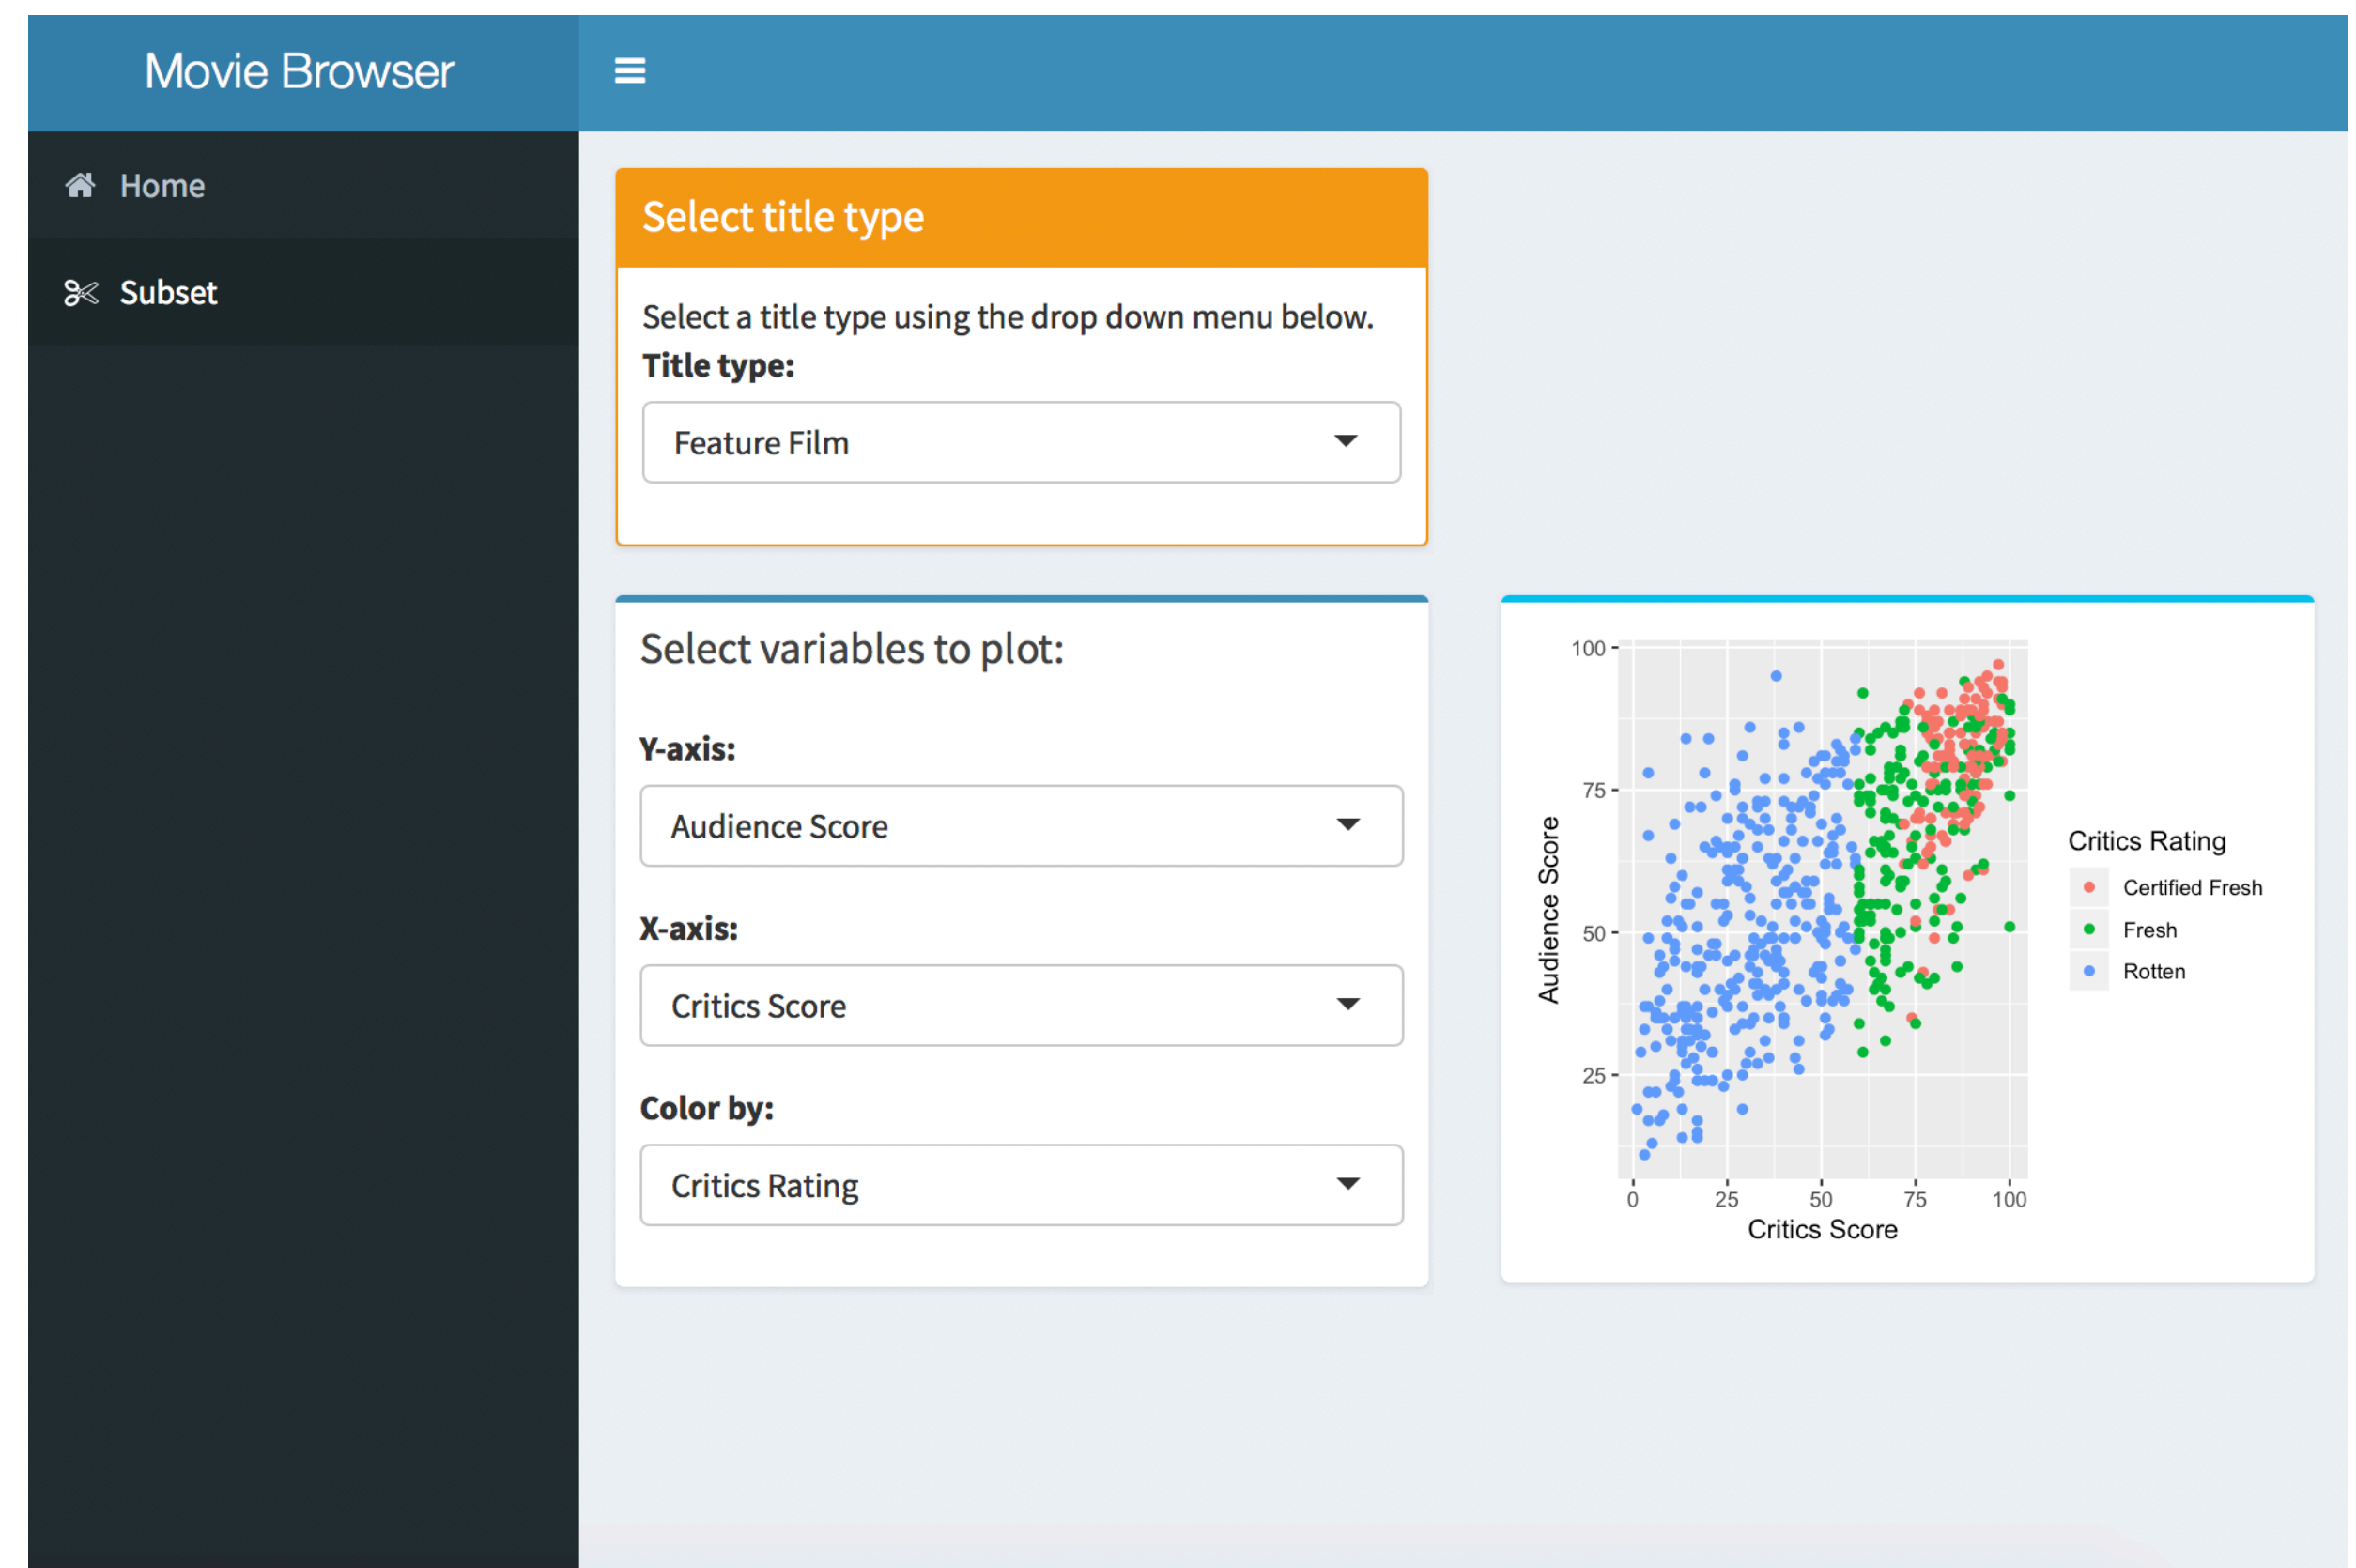 Movie Browser
Home
Subset
Select title type
Select a title type using the drop down menu below.
Title type:
Feature Film
Select variables to plot:
Y-axis:
Audience Score
X-axis:
Critics Score
Color by:
Critics Rating
100
75
50
25
Audience Score
0 25 50 75 100
Critics Score
Critics Rating
Certified Fresh
Fresh
Rotten